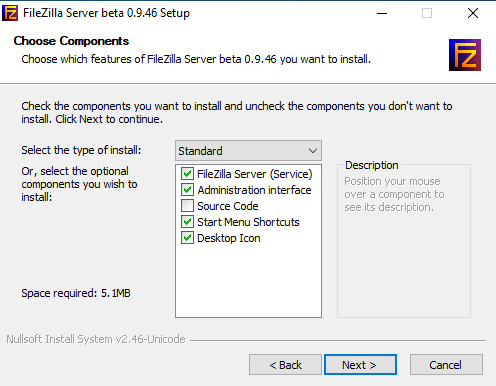 FileZilla Server beta 0.9.46 Setup
Choose Components
Choose which features of FileZilla Server beta 0.9.46 you want to install.
Check the components you want to install and uncheck the components you don't want to
install. Click Next to continue.
Select the type of install:
Standard
Or, select the optional
components you wish to
install:
FileZilla Server (Service)
Administration interface
Source Code
Start Menu Shortcuts
Desktop Icon
Description
Position your mouse
over a component to
see its description.
Space required: 5.1MB
Nullsoft Install System v2.46-Unicode
< Back
Next >
Cancel